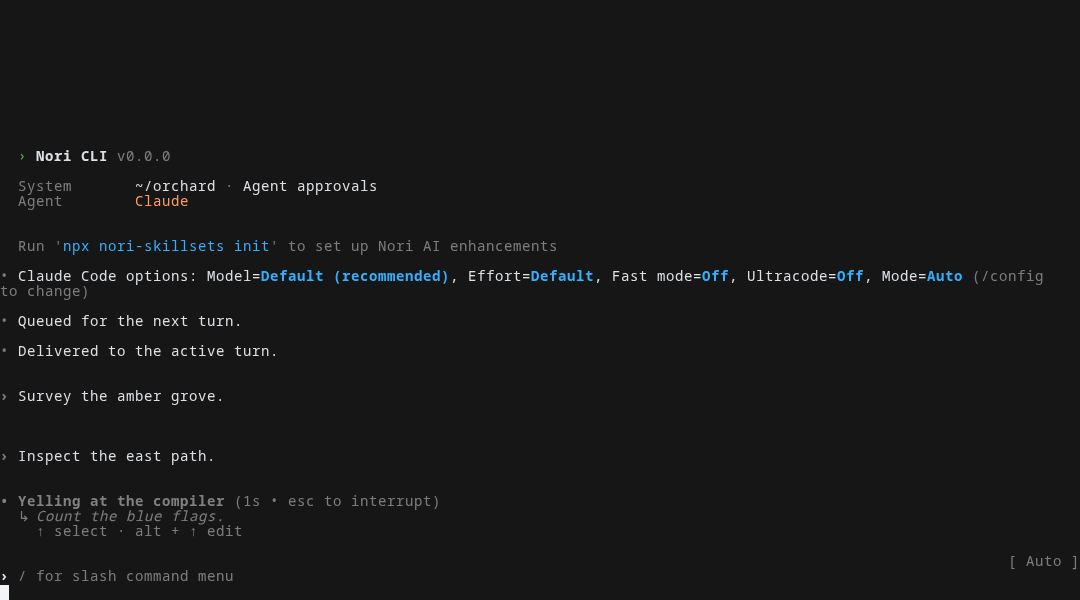 › Nori CLI v0.0.0
System ~/orchard · Agent approvals
Agent Claude
Run 'npx nori-skillsets init' to set up Nori AI enhancements
• Claude Code options: Model=Default (recommended), Effort=Default, Fast mode=Off, Ultracode=Off, Mode=Auto (/config
to change)
• Queued for the next turn.
• Delivered to the active turn.
› Survey the amber grove.
› Inspect the east path.
• Yelling at the compiler (1s • esc to interrupt)
↳ Count the blue flags.
↑ select · alt + ↑ edit
[ Auto ]
› / for slash command menu